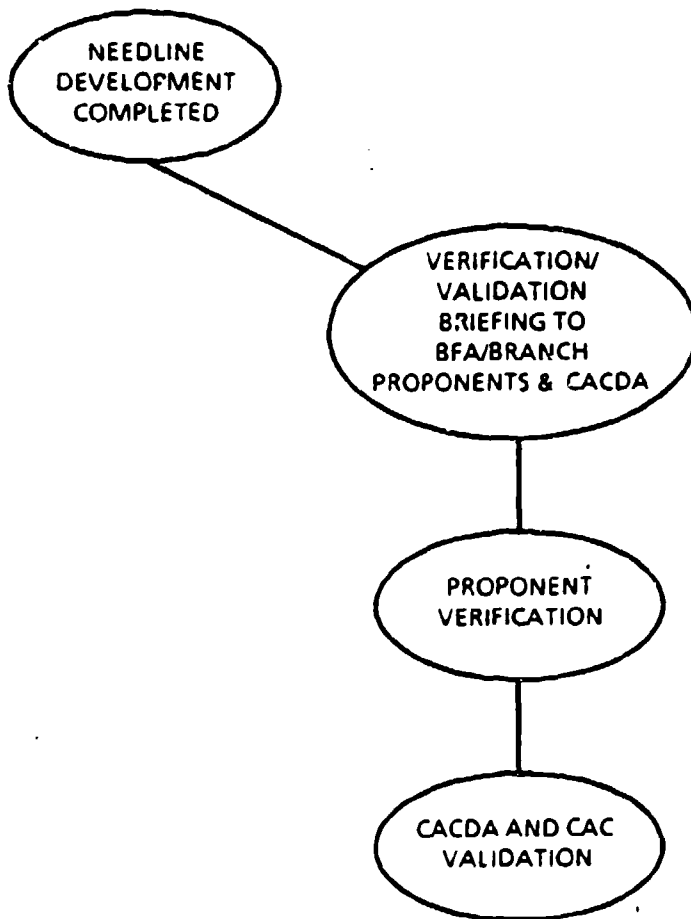 NEEDLINE
DEVELOPMENT
COMPLETED
VERIFICATION/
VALIDATION
BRIEFING TO
BFA/BRANCH
PROPONENTS & CACDA
PROPONENT
VERIFICATION
CACDA AND CAC
VALIDATION